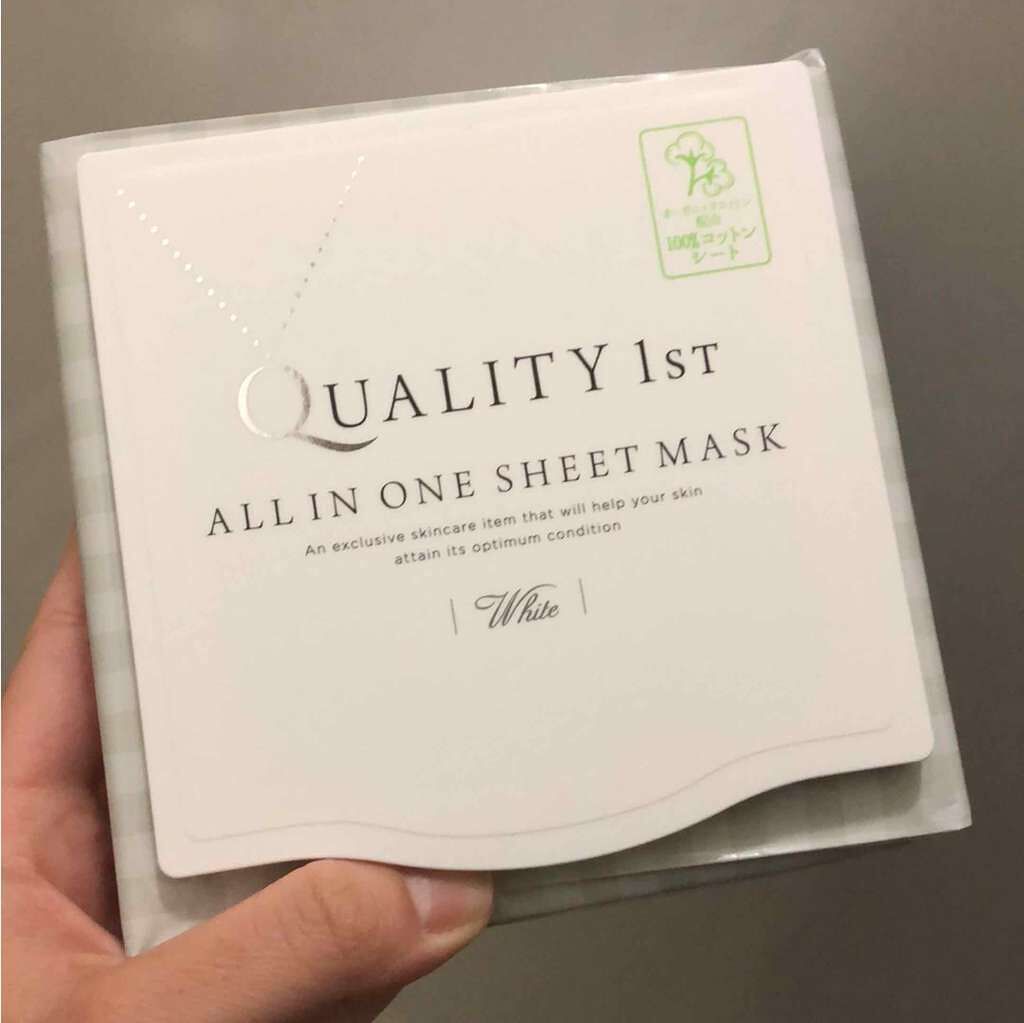 オーガニックコットン
配合
100%コットン
シート
QUALITY 1ST
ALL IN ONE SHEET MASK
An exclusive skincare item that will help your skin
attain its optimum condition
White